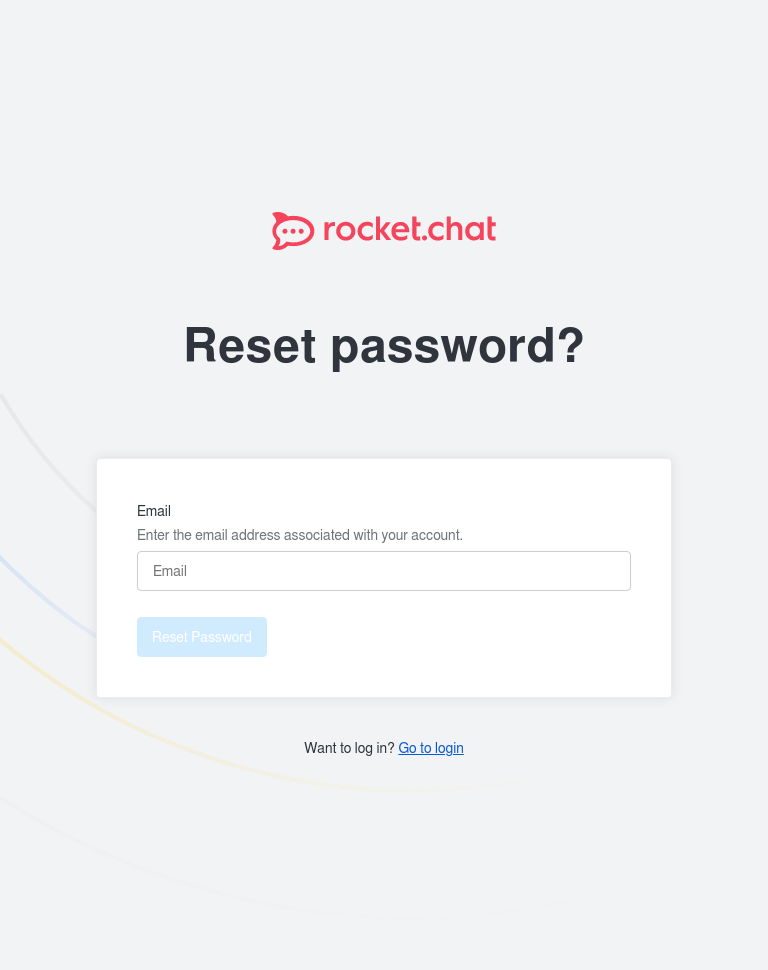 rocket.chat
Reset password?
Email
Enter the email address associated with your account.
Email
Reset Password
Want to log in? Go to login